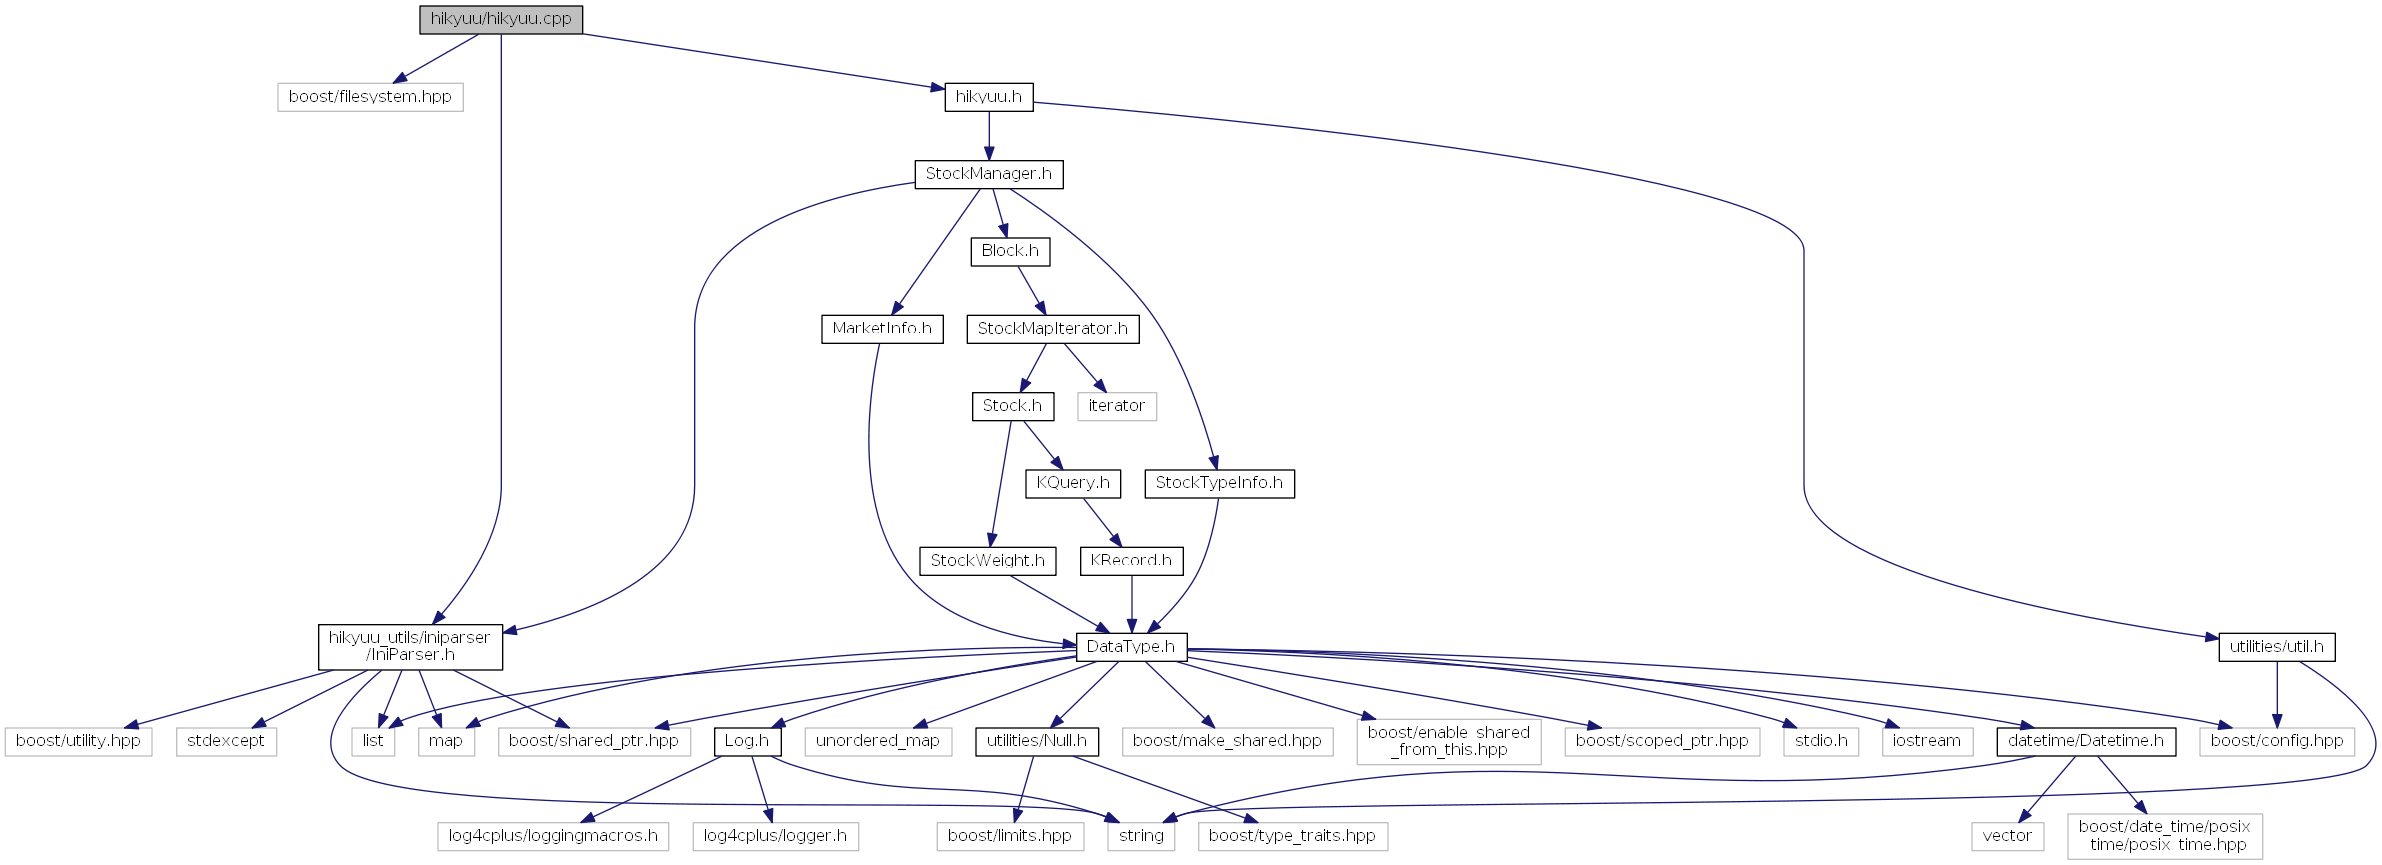 hikyuu/hikyuu.cpp
boost/filesystem.hpp
hikyuu.h
StockManager.h
Block.h
MarketInfo.h
StockMapIterator.h
Stock.h
iterator
KQuery.h
StockTypeInfo.h
StockWeight.h
KRecord.h
hikyuu_utils/iniparser
/IniParser.h
DataType.h
utilities/util.h
boost/utility.hpp
stdexcept
list
map
boost/shared_ptr.hpp
Log.h
unordered_map
utilities/Null.h
boost/make_shared.hpp
boost/enable_shared
_from_this.hpp
boost/scoped_ptr.hpp
stdio.h
iostream
datetime/Datetime.h
boost/config.hpp
log4cplus/loggingmacros.h
log4cplus/logger.h
boost/limits.hpp
string
boost/type_traits.hpp
vector
boost/date_time/posix
_time/posix_time.hpp